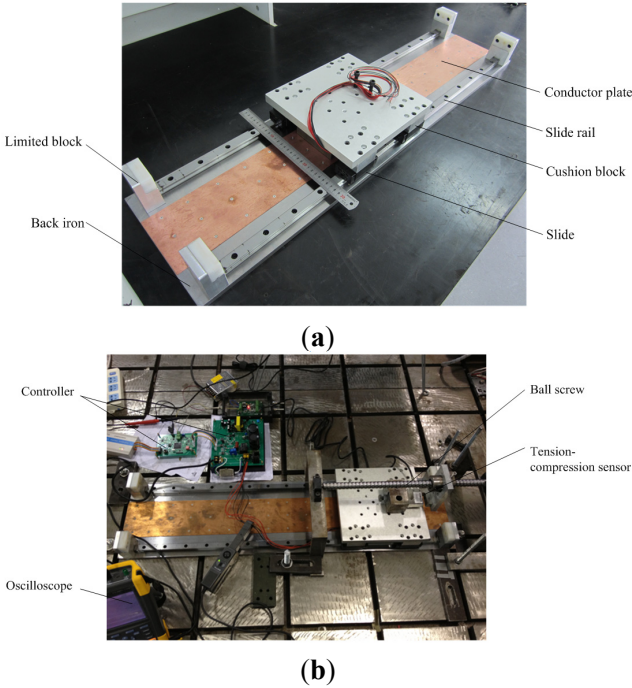 Conductor plate
Slide rail
Limited block
Cushion block
Back iron
Slide
(a)
Controller
Ball screw
Tension-
compression sensor
Oscilloscope
(b)